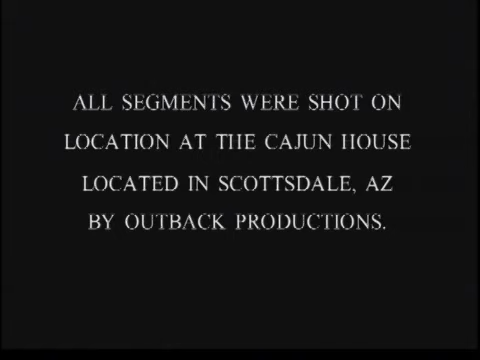 ALL SEGMENTS WERE SHOT ON
LOCATION AT THE CAJUN HOUSE
LOCATED IN SCOTTSDALE, AZ
BY OUTBACK PRODUCTIONS.